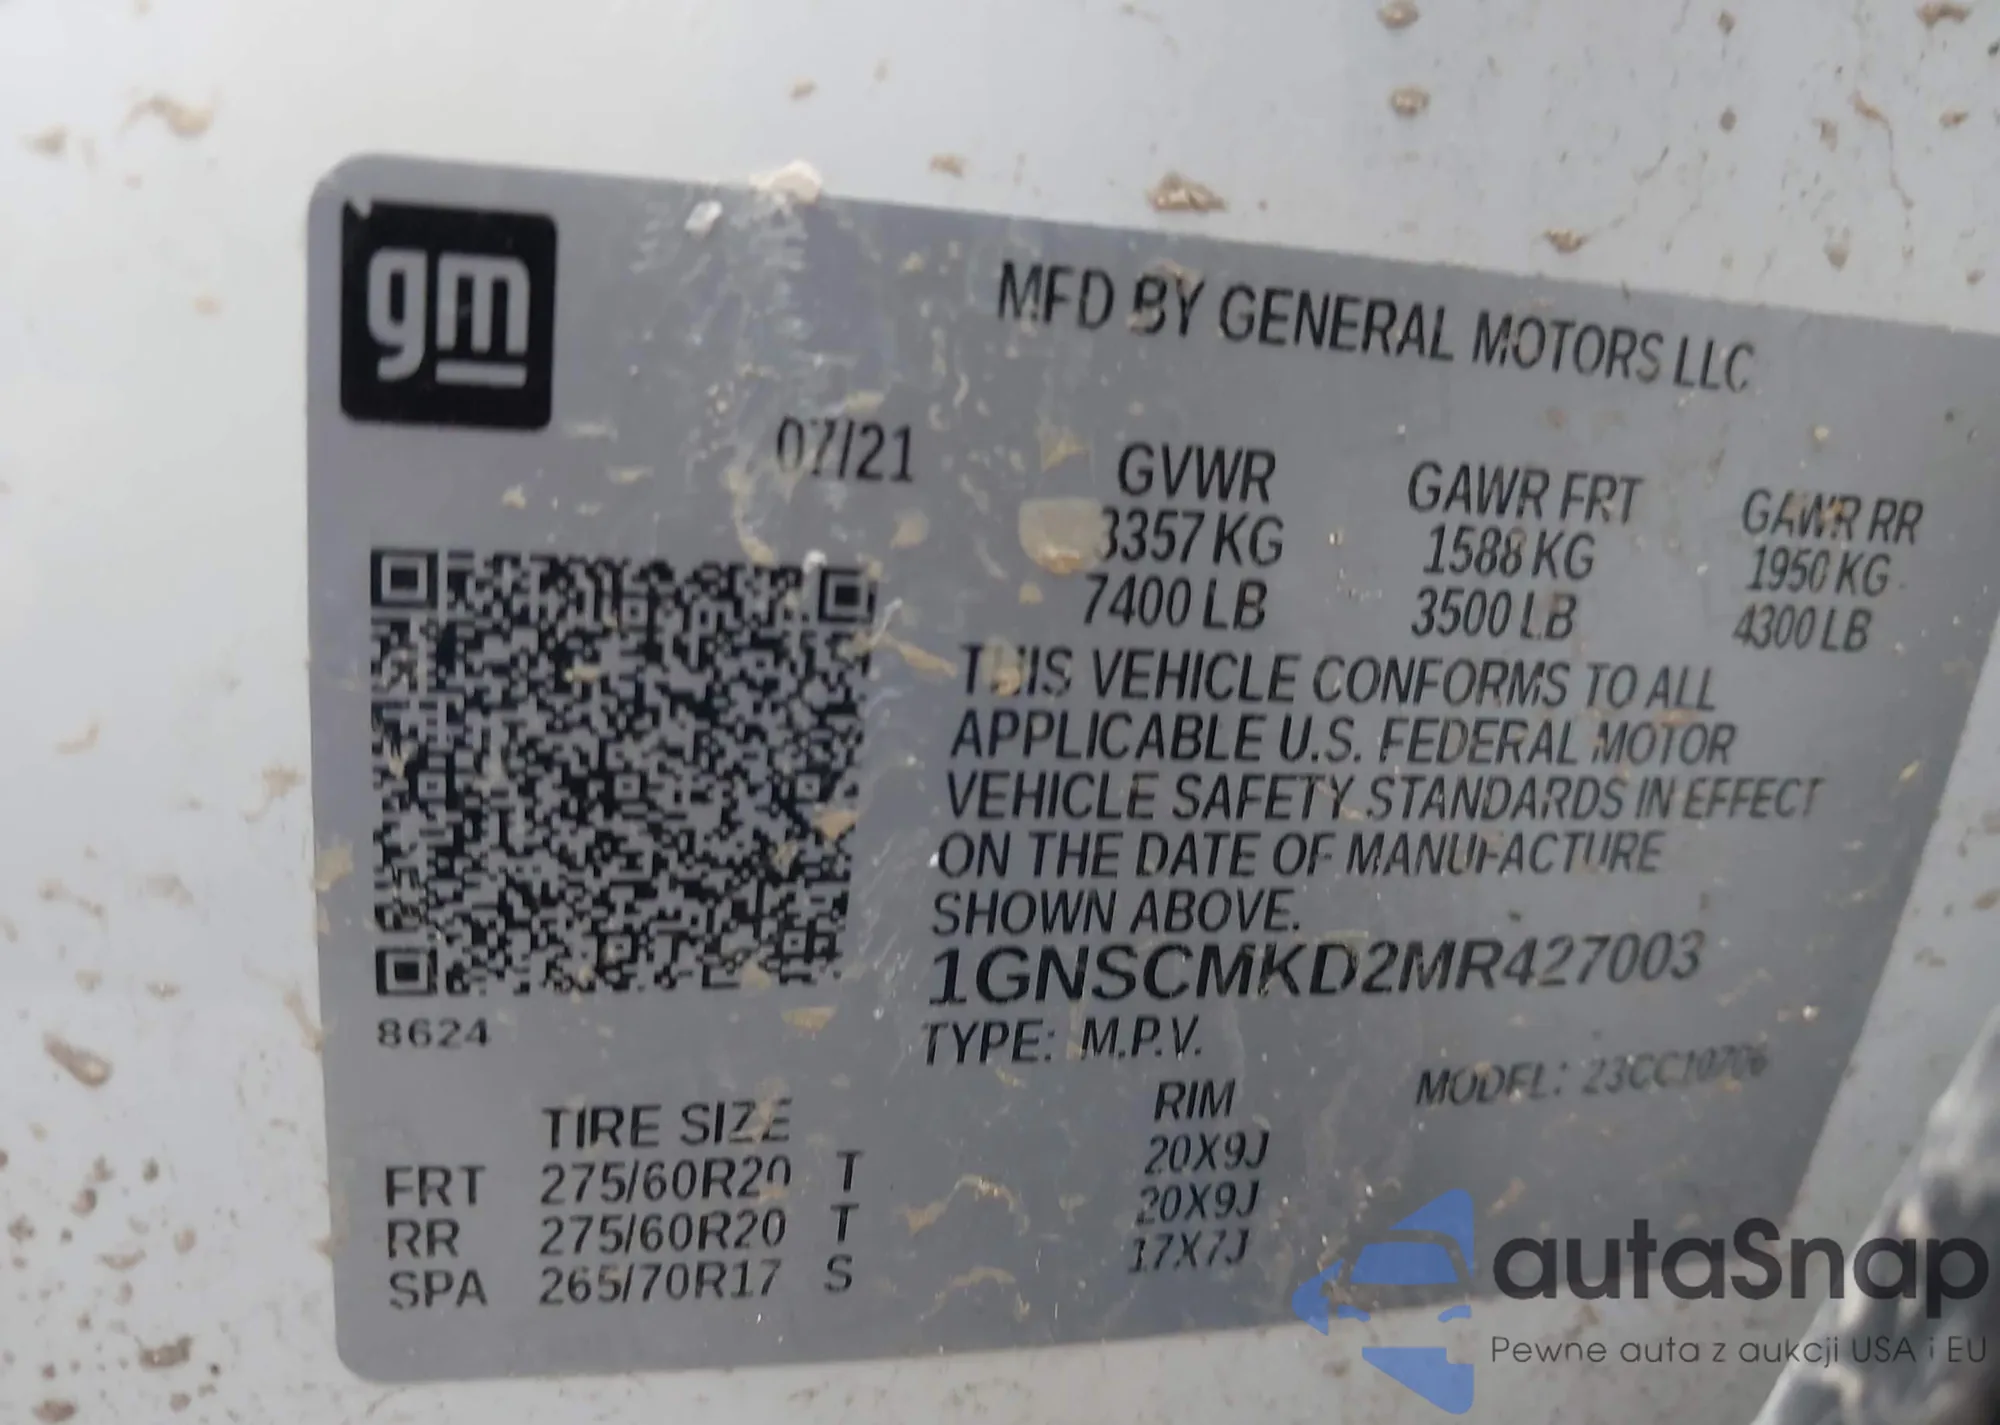 gm
MFD BY GENERAL MOTORS LLC
07/21
GVWR GAWR FRT GAWR RR
3357 KG 1588 KG 1950 KG
7400 LB 3500 LB 4300 LB
THIS VEHICLE CONFORMS TO ALL
APPLICABLE U.S. FEDERAL MOTOR
VEHICLE SAFETY STANDARDS IN EFFECT
ON THE DATE OF MANUFACTURE
SHOWN ABOVE.
1GNSCMKD2MR427003
8624
TYPE: M.P.V.
MODEL: 23CC10706
TIRE SIZE RIM
FRT 275/60R20 T 20X9J
RR 275/60R20 T 20X9J
SPA 265/70R17 S 17X7J
autaSnap
Pewne auta z aukcji USA i EU